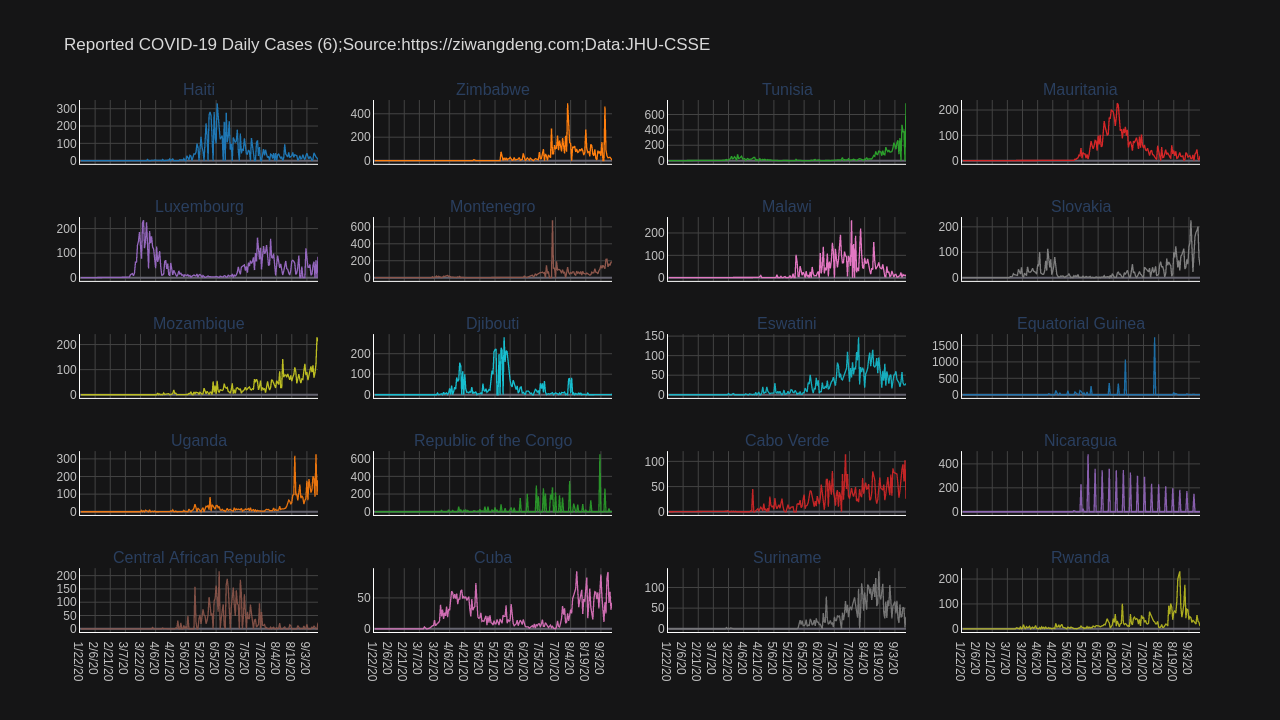 Reported COVID-19 Daily Cases (6);Source:https://ziwangdeng.com;Data:JHU-CSSE
Haiti Zimbabwe Tunisia Mauritania
300 200 100 0
400 200 0
600 400 200 0
200 100 0
Luxembourg Montenegro Malawi Slovakia
200 100 0
600 400 200 0
200 100 0
200 100 0
Mozambique Djibouti Eswatini Equatorial Guinea
200 100 0
200 100 0
150 100 50 0
1500 1000 500 0
Uganda Republic of the Congo Cabo Verde Nicaragua
300 200 100 0
600 400 200 0
100 50 0
400 200 0
Central African Republic Cuba Suriname Rwanda
200 150 100 50 0
50 0
100 50 0
200 100 0
1/22/20 2/6/20 2/21/20 3/7/20 3/22/20 4/6/20 4/21/20 5/6/20 5/21/20 6/5/20 6/20/20 7/5/20 7/20/20 8/4/20 8/19/20 9/3/20
1/22/20 2/6/20 2/21/20 3/7/20 3/22/20 4/6/20 4/21/20 5/6/20 5/21/20 6/5/20 6/20/20 7/5/20 7/20/20 8/4/20 8/19/20 9/3/20
1/22/20 2/6/20 2/21/20 3/7/20 3/22/20 4/6/20 4/21/20 5/6/20 5/21/20 6/5/20 6/20/20 7/5/20 7/20/20 8/4/20 8/19/20 9/3/20
1/22/20 2/6/20 2/21/20 3/7/20 3/22/20 4/6/20 4/21/20 5/6/20 5/21/20 6/5/20 6/20/20 7/5/20 7/20/20 8/4/20 8/19/20 9/3/20